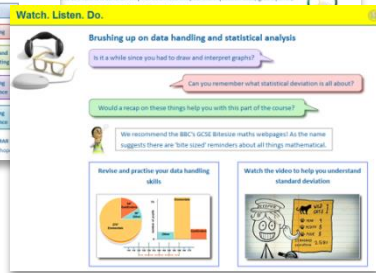 Watch. Listen. Do.
Brushing up on data handling and statistical analysis
Is it a while since you had to draw and interpret graphs?
Can you remember what statistical deviation is all about?
Would a recap on these things help you with this part of the course?
We recommend the BBC's GCSE Bitesize maths webpages! As the name
suggests there are 'bite sized' reminders about all things mathematical.
Revise and practise your data handling
skills
Watch the video to help you understand
standard deviation